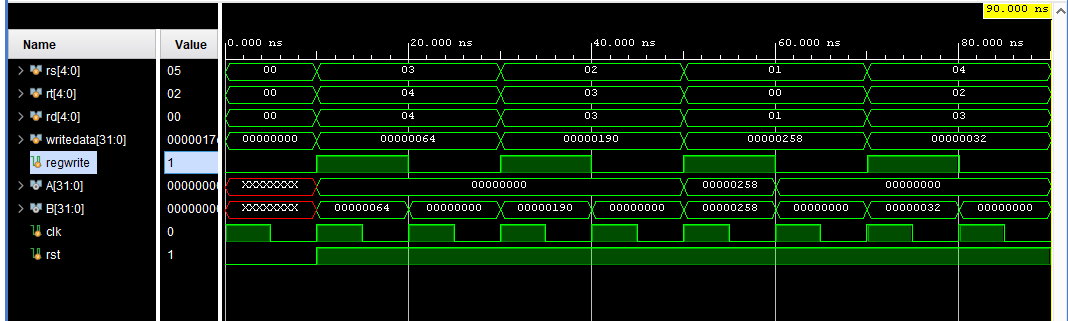 90.000 ns
Name Value 0.000 ns 20.000 ns 40.000 ns 60.000 ns 80.000 ns
rs[4:0] 05 00 03 02 01 04
rt[4:0] 02 00 04 03 00 02
rd[4:0] 00 00 04 03 01 03
writedata[31:0] 00000000 00000064 00000190 00000258 00000032
regwrite 1
A[31:0] 0000000 XXXXXXXX 00000000 00000258 00000000
B[31:0] 0000000 XXXXXXXX 00000064 00000000 00000190 00000000 00000258 00000000 00000032 00000000
clk 0
rst 1